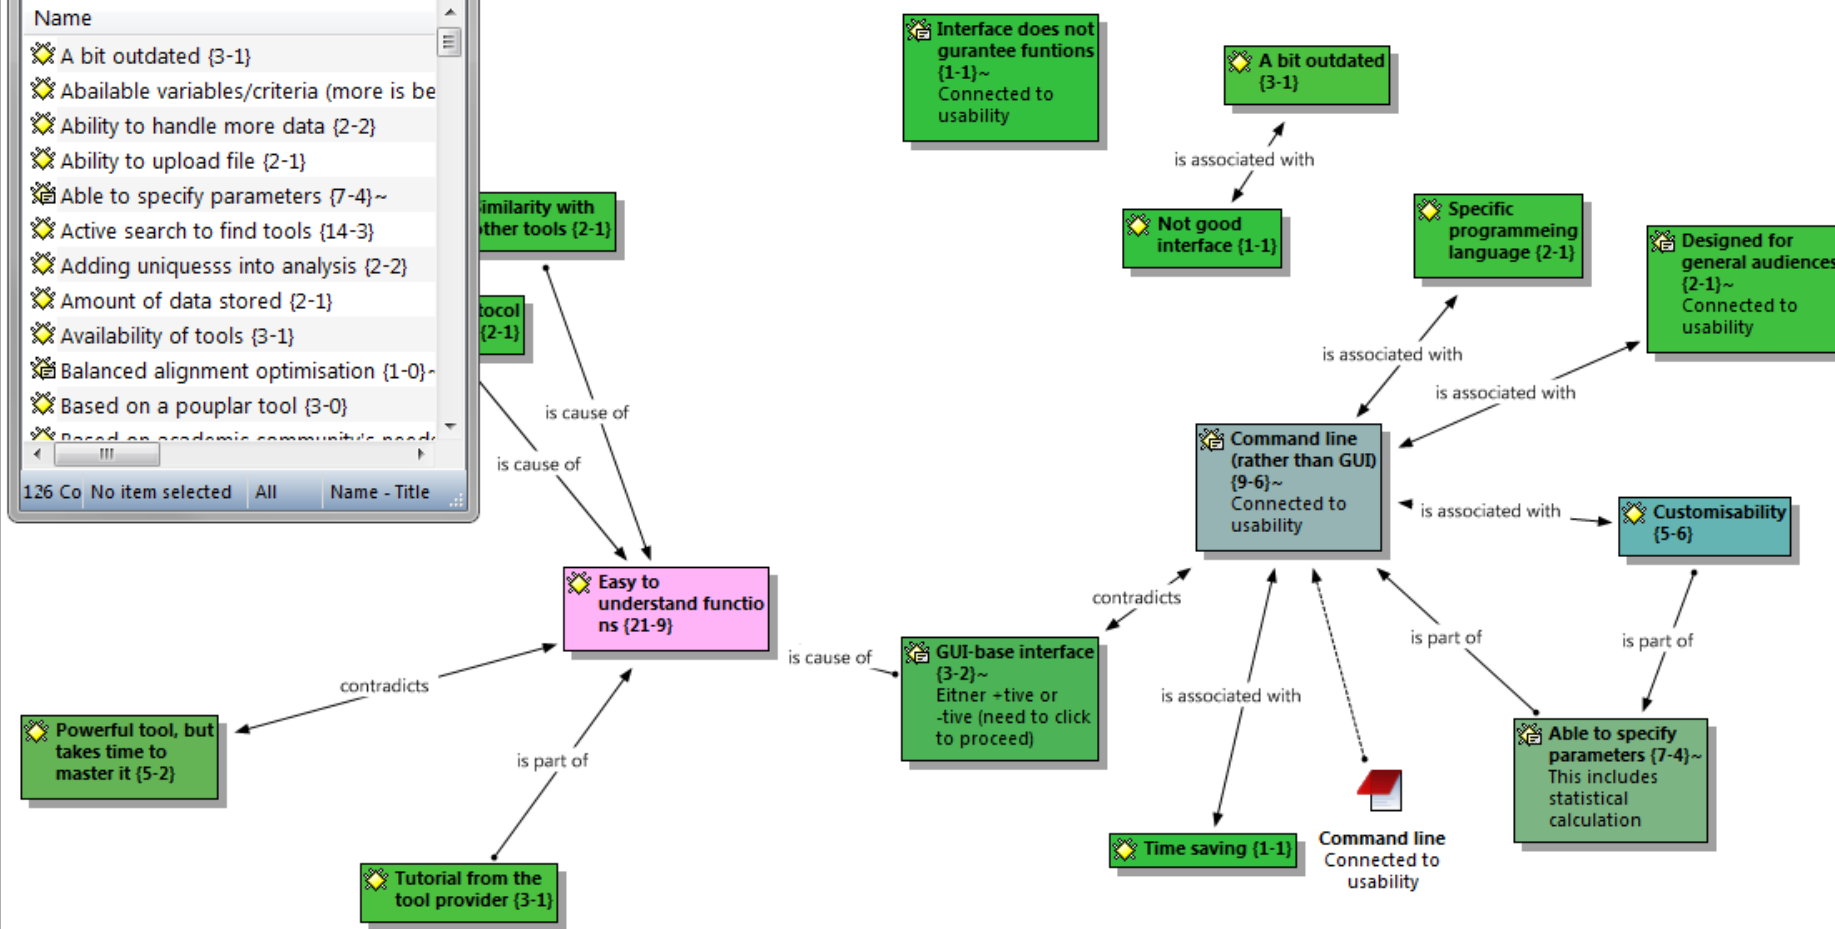 Name
A bit outdated {3-1}
Abailable variables/criteria (more is be
Ability to handle more data {2-2}
Ability to upload file {2-1}
Able to specify parameters {7-4}~
Active search to find tools {14-3}
Adding uniquesss into analysis {2-2}
Amount of data stored {2-1}
Availability of tools {3-1}
Balanced alignment optimisation {1-0}~
Based on a pouplar tool {3-0}
Based on academic community's need
126 Co
No item selected
All
Name - Title
Similarity with
other tools {2-1}
tocol
{2-1}
is cause of
is cause of
Easy to
understand functio
ns {21-9}
contradicts
Powerful tool, but
takes time to
master it {5-2}
is part of
Tutorial from the
tool provider {3-1}
is cause of
GUI-base interface
{3-2}~
Eitner +tive or
-tive (need to click
to proceed)
contradicts
Interface does not
gurantee funtions
{1-1}~
Connected to
usability
A bit outdated
{3-1}
is associated with
Not good
interface {1-1}
Specific
programmeing
language {2-1}
is associated with
Designed for
general audiences
{2-1}~
Connected to
usability
is associated with
Command line
(rather than GUI)
{9-6}~
Connected to
usability
is associated with
Customisability
{5-6}
is part of
is part of
Able to specify
parameters {7-4}~
This includes
statistical
calculation
is associated with
Time saving {1-1}
Command line
Connected to
usability